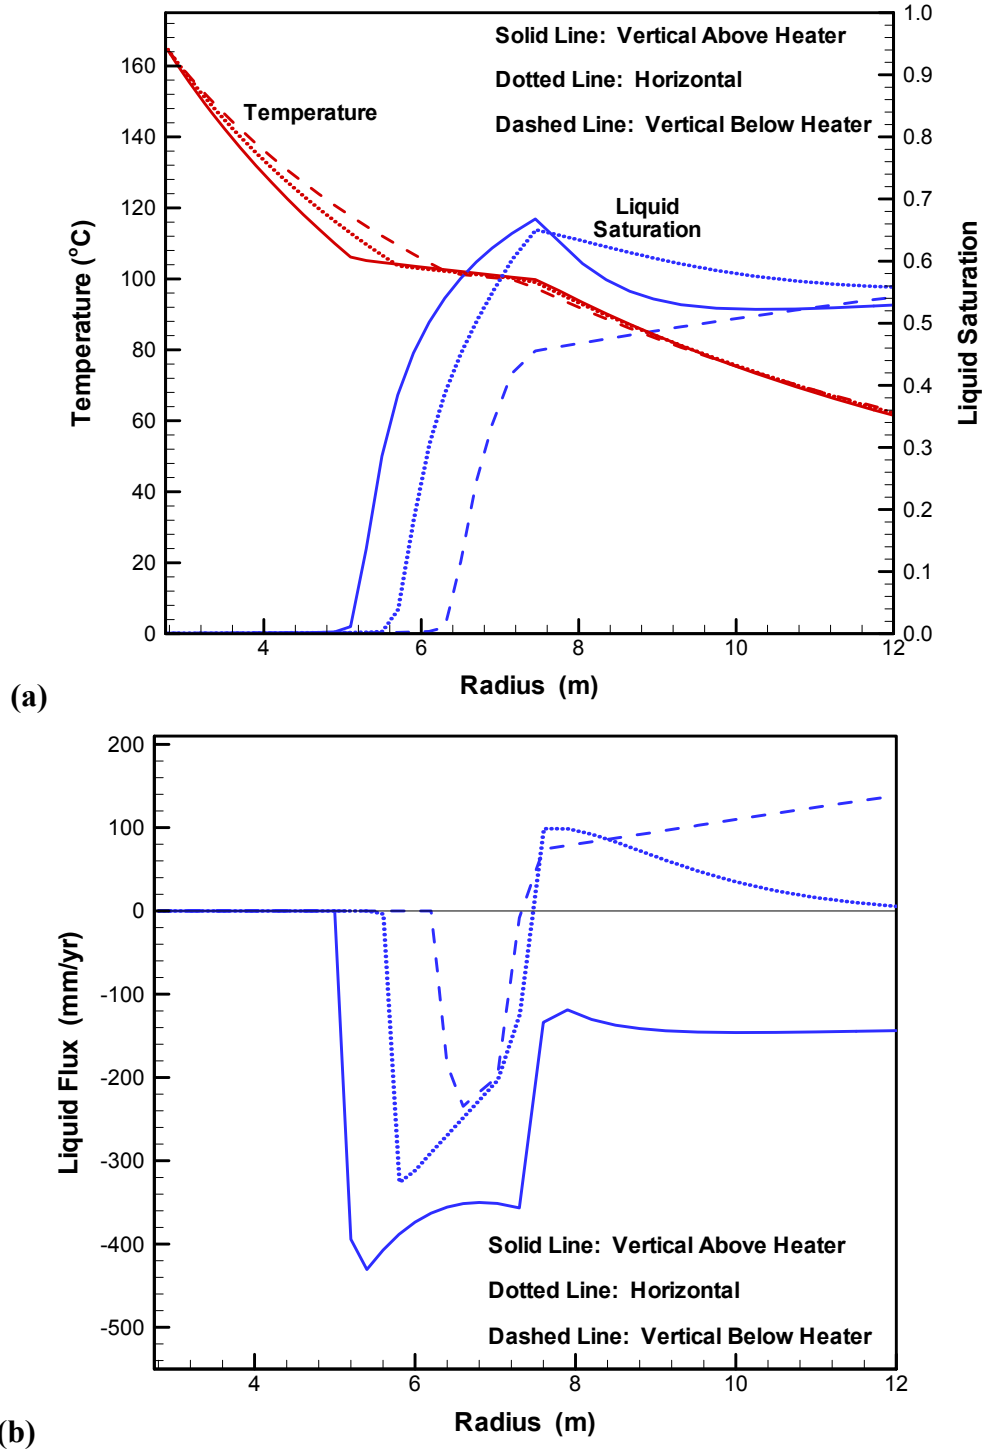 Solid Line: Vertical Above Heater
Dotted Line: Horizontal
Dashed Line: Vertical Below Heater
Temperature
Liquid
Saturation
Temperature (°C)
160
140
120
100
80
60
40
20
0
1.0
0.9
0.8
0.7
0.6
0.5
0.4
0.3
0.2
0.1
0.0
Liquid Saturation
4
6
8
10
12
Radius (m)
(a)
200
100
0
-100
-200
-300
-400
-500
Liquid Flux (mm/yr)
Solid Line: Vertical Above Heater
Dotted Line: Horizontal
Dashed Line: Vertical Below Heater
4
6
8
10
12
Radius (m)
(b)